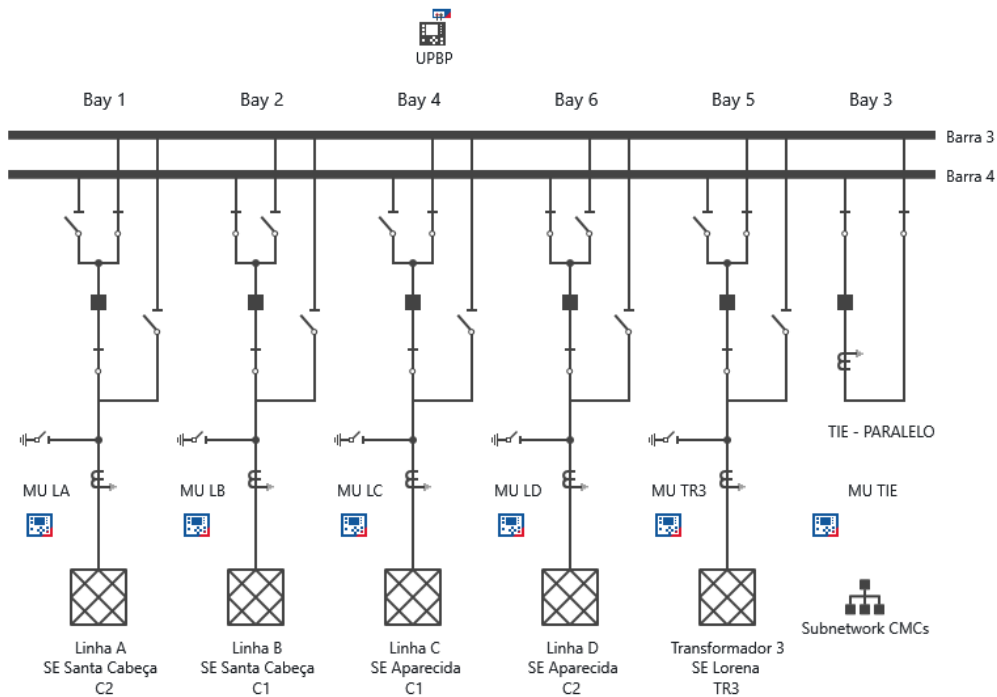 UPBP
Bay 1
Bay 2
Bay 4
Bay 6
Bay 5
Bay 3
Barra 3
Barra 4
TIE - PARALELO
MU LA
MU LB
MU LC
MU LD
MU TR3
MU TIE
Linha A
SE Santa Cabeça
C2
Linha B
SE Santa Cabeça
C1
Linha C
SE Aparecida
C1
Linha D
SE Aparecida
C2
Transformador 3
SE Lorena
TR3
Subnetwork CMCs